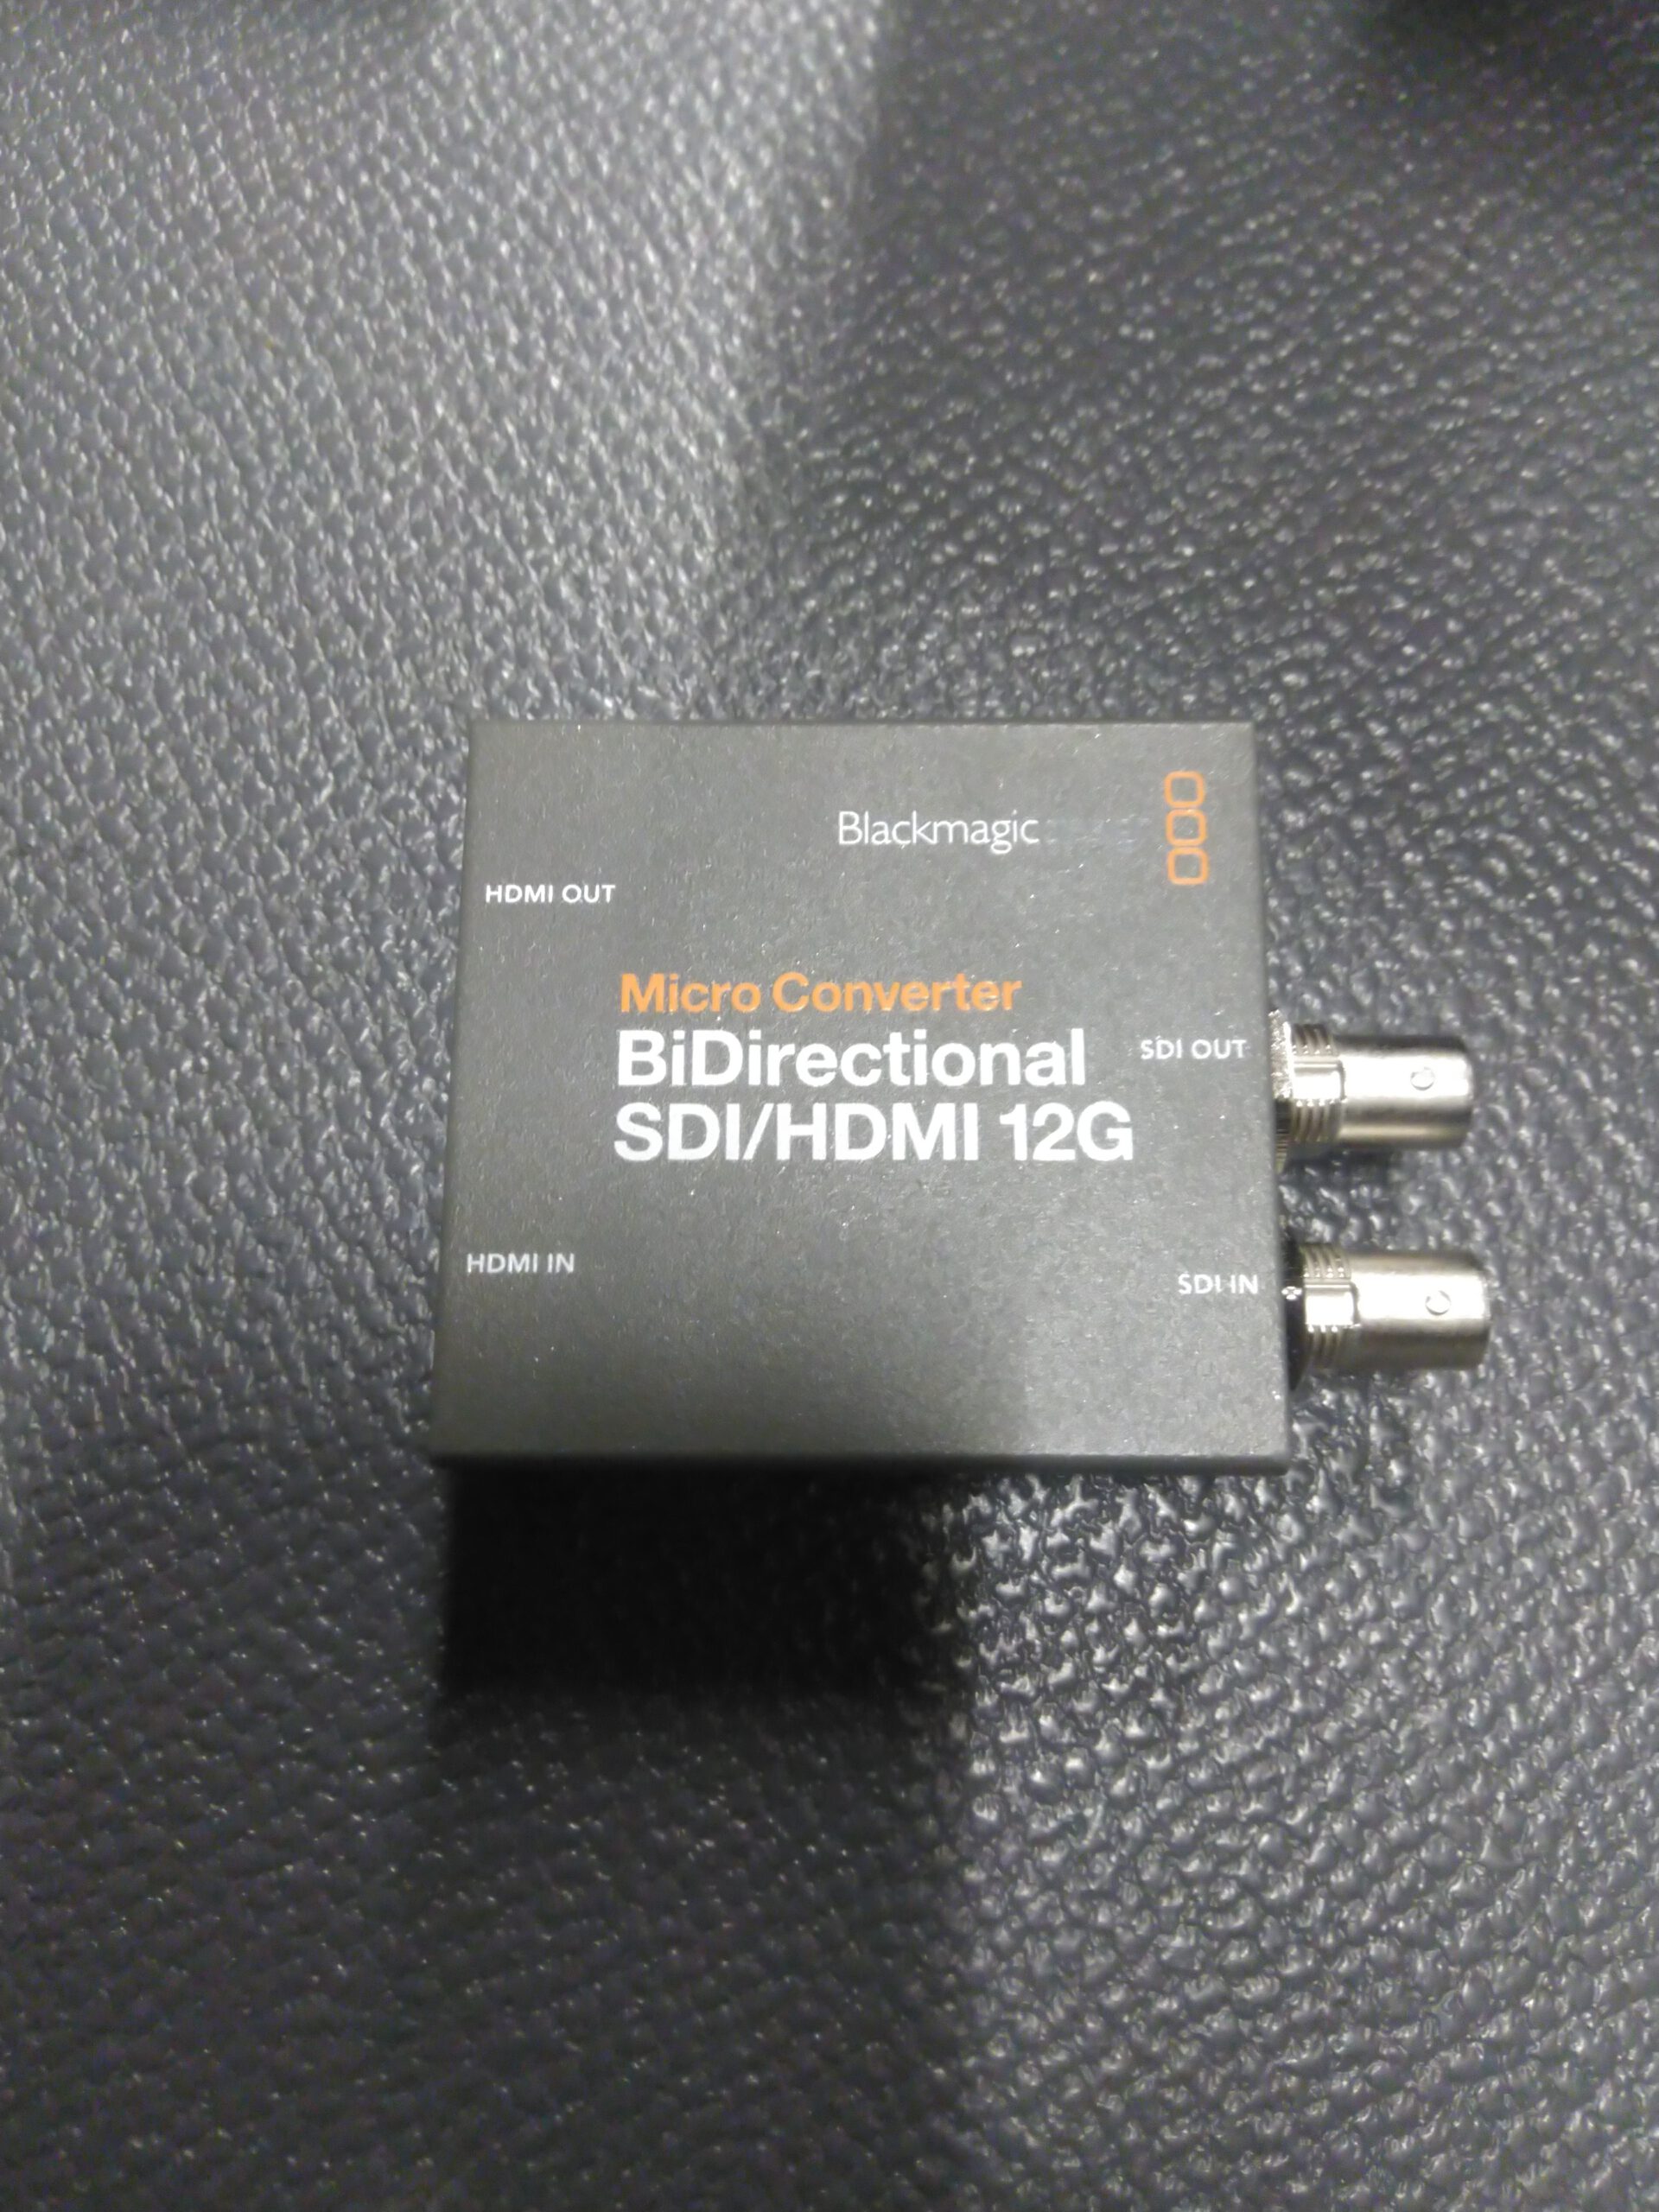 Blackmagic
HDMI OUT
Micro Converter
BiDirectional
SDI OUT
SDI/HDMI 12G
HDMI IN
SDI IN